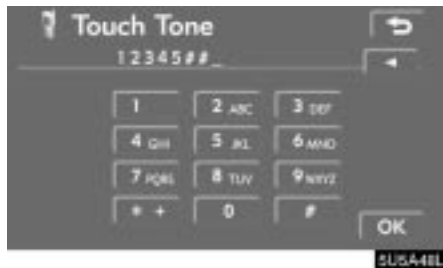 Touch Tone
12345##_
1 2 ABC 3 DEF
4 GHI 5 JKL 6 MNO
7 PQRS 8 TUV 9 WXYZ
* + 0 #
OK
5U5A48L